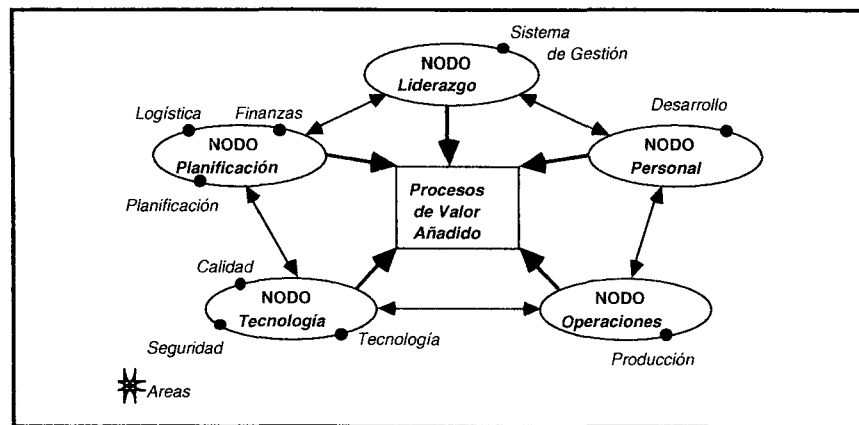 Sistema
de Gestión
NODO
Liderazgo
Logística
Finanzas
NODO
Planificación
Planificación
Desarrollo
NODO
Personal
Procesos
de Valor
Añadido
Calidad
NODO
Tecnología
Seguridad
Tecnología
NODO
Operaciones
Producción
Areas